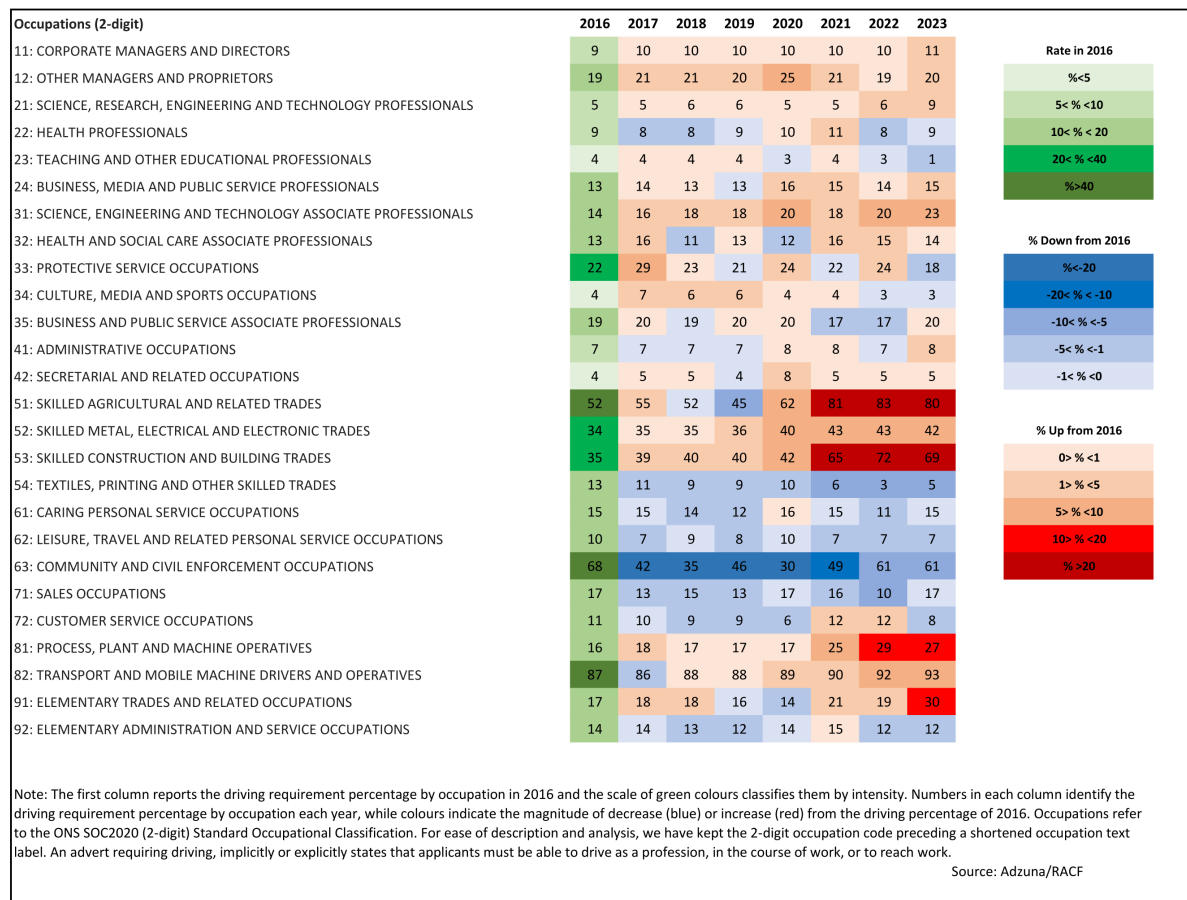 Occupations (2-digit) 2016 2017 2018 2019 2020 2021 2022 2023
11: CORPORATE MANAGERS AND DIRECTORS 9 10 10 10 10 10 10 11 Rate in 2016
12: OTHER MANAGERS AND PROPRIETORS 19 21 21 20 25 21 19 20 %<5
21: SCIENCE, RESEARCH, ENGINEERING AND TECHNOLOGY PROFESSIONALS 5 5 6 6 5 5 6 9 5< % <10
22: HEALTH PROFESSIONALS 9 8 8 9 10 11 8 9 10< % < 20
23: TEACHING AND OTHER EDUCATIONAL PROFESSIONALS 4 4 4 4 3 4 3 1 20< % <40
24: BUSINESS, MEDIA AND PUBLIC SERVICE PROFESSIONALS 13 14 13 13 16 15 14 15 %>40
31: SCIENCE, ENGINEERING AND TECHNOLOGY ASSOCIATE PROFESSIONALS 14 16 18 18 20 18 20 23
32: HEALTH AND SOCIAL CARE ASSOCIATE PROFESSIONALS 13 16 11 13 12 16 15 14 % Down from 2016
33: PROTECTIVE SERVICE OCCUPATIONS 22 29 23 21 24 22 24 18 %<-20
34: CULTURE, MEDIA AND SPORTS OCCUPATIONS 4 7 6 6 4 4 3 3 -20< % < -10
35: BUSINESS AND PUBLIC SERVICE ASSOCIATE PROFESSIONALS 19 20 19 20 20 17 17 20 -10< % <-5
41: ADMINISTRATIVE OCCUPATIONS 7 7 7 7 8 8 7 8 -5< % <-1
42: SECRETARIAL AND RELATED OCCUPATIONS 4 5 5 4 8 5 5 5 -1< % <0
51: SKILLED AGRICULTURAL AND RELATED TRADES 52 55 52 45 62 81 83 80
52: SKILLED METAL, ELECTRICAL AND ELECTRONIC TRADES 34 35 35 36 40 43 43 42 % Up from 2016
53: SKILLED CONSTRUCTION AND BUILDING TRADES 35 39 40 40 42 65 72 69 0> % <1
54: TEXTILES, PRINTING AND OTHER SKILLED TRADES 13 11 9 9 10 6 3 5 1> % <5
61: CARING PERSONAL SERVICE OCCUPATIONS 15 15 14 12 16 15 11 15 5> % <10
62: LEISURE, TRAVEL AND RELATED PERSONAL SERVICE OCCUPATIONS 10 7 9 8 10 7 7 7 10> % <20
63: COMMUNITY AND CIVIL ENFORCEMENT OCCUPATIONS 68 42 35 46 30 49 61 61 % >20
71: SALES OCCUPATIONS 17 13 15 13 17 16 10 17
72: CUSTOMER SERVICE OCCUPATIONS 11 10 9 9 6 12 12 8
81: PROCESS, PLANT AND MACHINE OPERATIVES 16 18 17 17 17 25 29 27
82: TRANSPORT AND MOBILE MACHINE DRIVERS AND OPERATIVES 87 86 88 88 89 90 92 93
91: ELEMENTARY TRADES AND RELATED OCCUPATIONS 17 18 18 16 14 21 19 30
92: ELEMENTARY ADMINISTRATION AND SERVICE OCCUPATIONS 14 14 13 12 14 15 12 12
Note: The first column reports the driving requirement percentage by occupation in 2016 and the scale of green colours classifies them by intensity. Numbers in each column identify the
driving requirement percentage by occupation each year, while colours indicate the magnitude of decrease (blue) or increase (red) from the driving percentage of 2016. Occupations refer
to the ONS SOC2020 (2-digit) Standard Occupational Classification. For ease of description and analysis, we have kept the 2-digit occupation code preceding a shortened occupation text
label. An advert requiring driving, implicitly or explicitly states that applicants must be able to drive as a profession, in the course of work, or to reach work.
Source: Adzuna/RACF